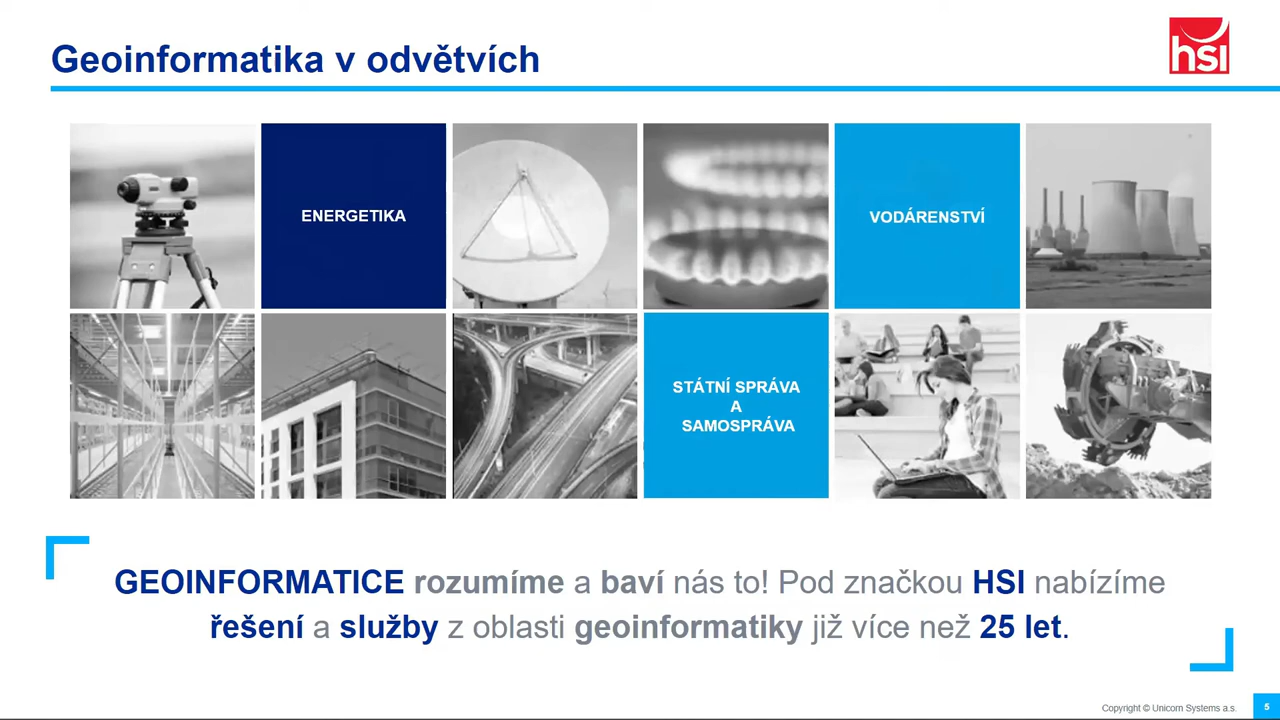 Geoinformatika v odvětvích
hsi
ENERGETIKA
VODÁRENSTVÍ
STÁTNÍ SPRÁVA
A
SAMOSPRÁVA
GEOINFORMATICE rozumíme a baví nás to! Pod značkou HSI nabízíme
řešení a služby z oblasti geoinformatiky již více než 25 let.
Copyright © Unicorn Systems a.s.
5